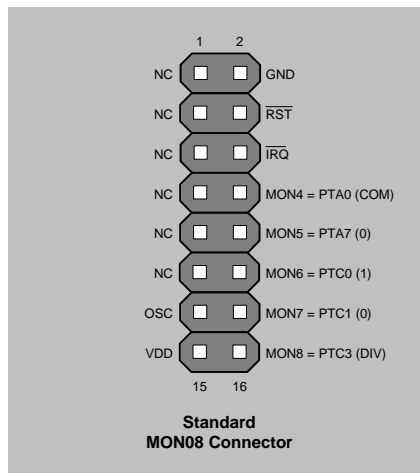 1 2
NC GND
NC RST
NC IRQ
NC MON4 = PTA0 (COM)
NC MON5 = PTA7 (0)
NC MON6 = PTC0 (1)
OSC MON7 = PTC1 (0)
VDD MON8 = PTC3 (DIV)
15 16
Standard
MON08 Connector